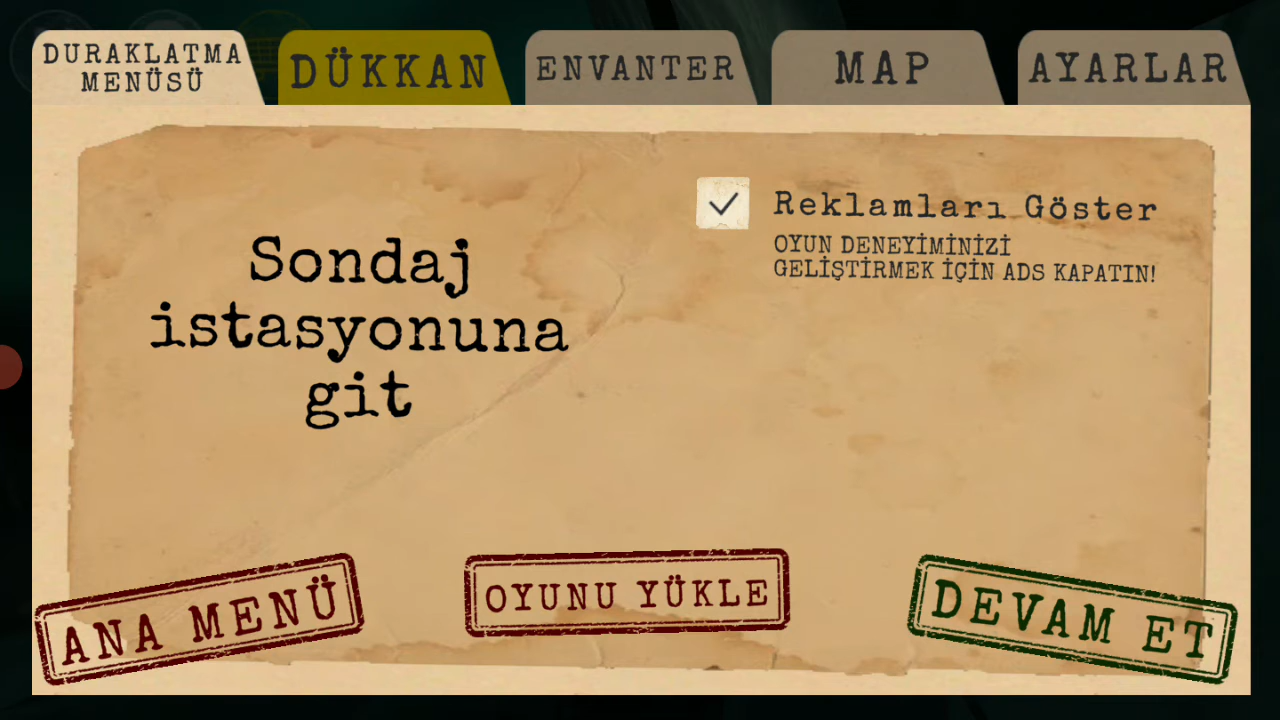 DURAKLATMA
MENÜSÜ
DÜKKAN
ENVANTER
MAP
AYARLAR
Reklamları Göster
OYUN DENEYİMİNİZİ
GELİŞTİRMEK İÇİN ADS KAPATIN!
Sondaj
istasyonuna
git
ANA MENÜ
OYUNU YÜKLE
DEVAM ET